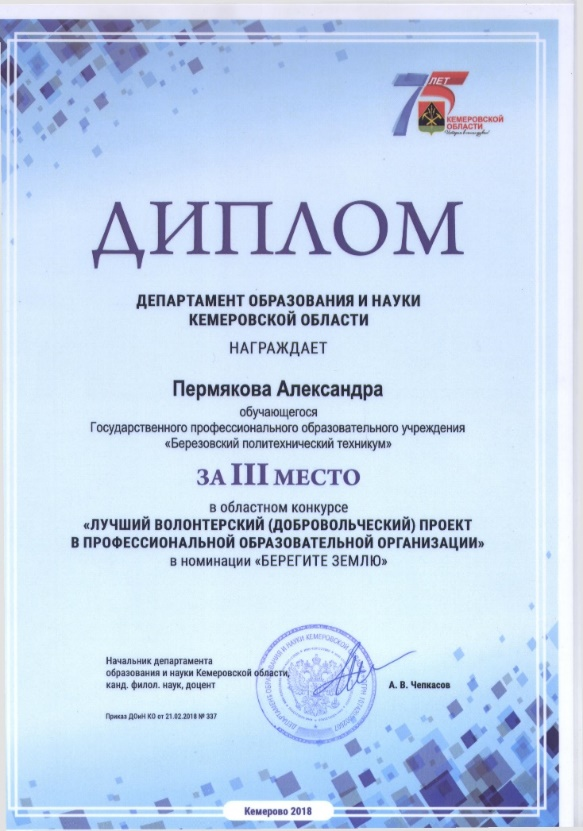 75 ЛЕТ
КЕМЕРОВСКОЙ
ОБЛАСТИ
ДИПЛОМ
ДЕПАРТАМЕНТ ОБРАЗОВАНИЯ И НАУКИ
КЕМЕРОВСКОЙ ОБЛАСТИ
НАГРАЖДАЕТ
Пермякова Александра
обучающегося
Государственного профессионального образовательного учреждения
«Березовский политехнический техникум»
ЗА III МЕСТО
в областном конкурсе
«ЛУЧШИЙ ВОЛОНТЕРСКИЙ (ДОБРОВОЛЬЧЕСКИЙ) ПРОЕКТ
В ПРОФЕССИОНАЛЬНОЙ ОБРАЗОВАТЕЛЬНОЙ ОРГАНИЗАЦИИ»
в номинации «БЕРЕГИТЕ ЗЕМЛЮ»
Начальник департамента
образования и науки Кемеровской области,
канд. филол. наук, доцент
А. В. Чепкасов
Приказ ДОиН КО от 21.02.2018 № 337
Кемерово 2018